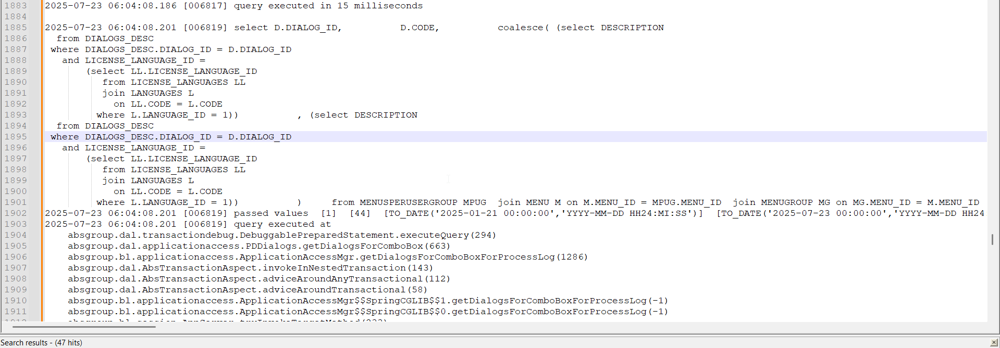 1883 2025-07-23 06:04:08.186 [006817] query executed in 15 milliseconds
1884
1885 2025-07-23 06:04:08.201 [006819] select D.DIALOG_ID, D.CODE, coalesce( (select DESCRIPTION
1886 from DIALOGS_DESC
1887 where DIALOGS_DESC.DIALOG_ID = D.DIALOG_ID
1888 and LICENSE_LANGUAGE_ID =
1889 (select LL.LICENSE_LANGUAGE_ID
1890 from LICENSE_LANGUAGES LL
1891 join LANGUAGES L
1892 on LL.CODE = L.CODE
1893 where L.LANGUAGE_ID = 1)) , (select DESCRIPTION
1894 from DIALOGS_DESC
1895 where DIALOGS_DESC.DIALOG_ID = D.DIALOG_ID
1896 and LICENSE_LANGUAGE_ID =
1897 (select LL.LICENSE_LANGUAGE_ID
1898 from LICENSE_LANGUAGES LL
1899 join LANGUAGES L
1900 on LL.CODE = L.CODE
1901 where L.LANGUAGE_ID = 1)) ) from MENUSPERUSERGROUP MPUG join MENU M on M.MENU_ID = MPUG.MENU_ID join MENUGROUP MG on MG.MENU_ID = M.MENU_ID
1902 2025-07-23 06:04:08.201 [006819] passed values [1] [44] [TO_DATE('2025-01-21 00:00:00','YYYY-MM-DD HH24:MI:SS')] [TO_DATE('2025-07-23 00:00:00','YYYY-MM-DD HH24
1903 2025-07-23 06:04:08.201 [006819] query executed at
1904 absgroup.dal.transactiondebug.DebuggablePreparedStatement.executeQuery(294)
1905 absgroup.dal.applicationaccess.PDDialogs.getDialogsForComboBox(663)
1906 absgroup.bl.applicationaccess.ApplicationAccessMgr.getDialogsForComboBoxForProcessLog(1286)
1907 absgroup.dal.AbsTransactionAspect.invokeInNestedTransaction(143)
1908 absgroup.dal.AbsTransactionAspect.adviceAroundAnyTransactional(112)
1909 absgroup.dal.AbsTransactionAspect.adviceAroundTransactional(58)
1910 absgroup.bl.applicationaccess.ApplicationAccessMgr$$SpringCGLIB$$1.getDialogsForComboBoxForProcessLog(-1)
1911 absgroup.bl.applicationaccess.ApplicationAccessMgr$$SpringCGLIB$$0.getDialogsForComboBoxForProcessLog(-1)
Search results - (47 hits)